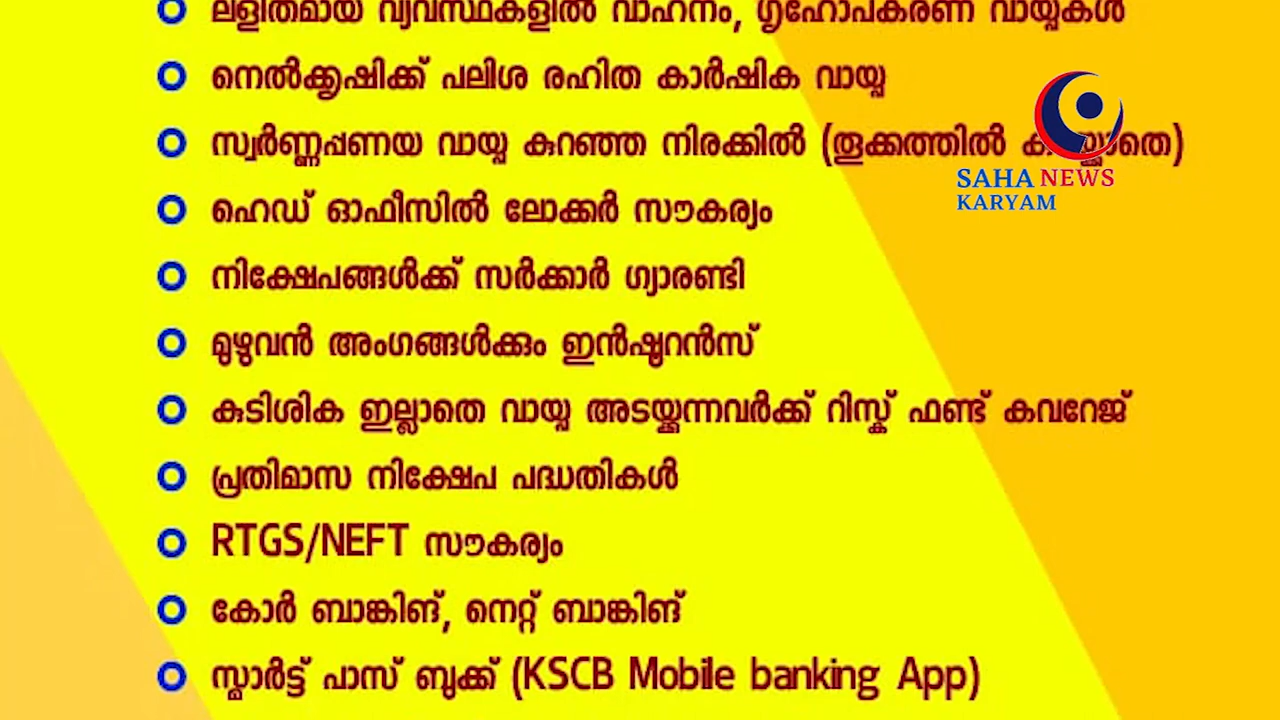 ലളിതമായ വ്യവസ്ഥകളിൽ വാഹനം, ഗൃഹോപകരണ വായ്പകൾ
നെൽക്കൃഷിക്ക് പലിശ രഹിത കാർഷിക വായ്പ
സ്വർണ്ണപ്പണയ വായ്പ കുറഞ്ഞ നിരക്കിൽ (തൂക്കത്തിൽ
SAHA NEWS
KARYAM
ഹെഡ് ഓഫീസിൽ ലോക്കർ സൗകര്യം
നിക്ഷേപങ്ങൾക്ക് സർക്കാർ ഗ്യാരണ്ടി
മുഴുവൻ അംഗങ്ങൾക്കും ഇൻഷൂറൻസ്
കുടിശിക ഇല്ലാതെ വായ്പ അടയ്ക്കുന്നവർക്ക് റിസ്ക് ഫണ്ട് കവറേജ്
പ്രതിമാസ നിക്ഷേപ പദ്ധതികൾ
RTGS/NEFT സൗകര്യം
കോർ ബാങ്കിങ്, നെറ്റ് ബാങ്കിങ്
സ്മാർട്ട് പാസ് ബുക്ക് (KSCB Mobile banking App)